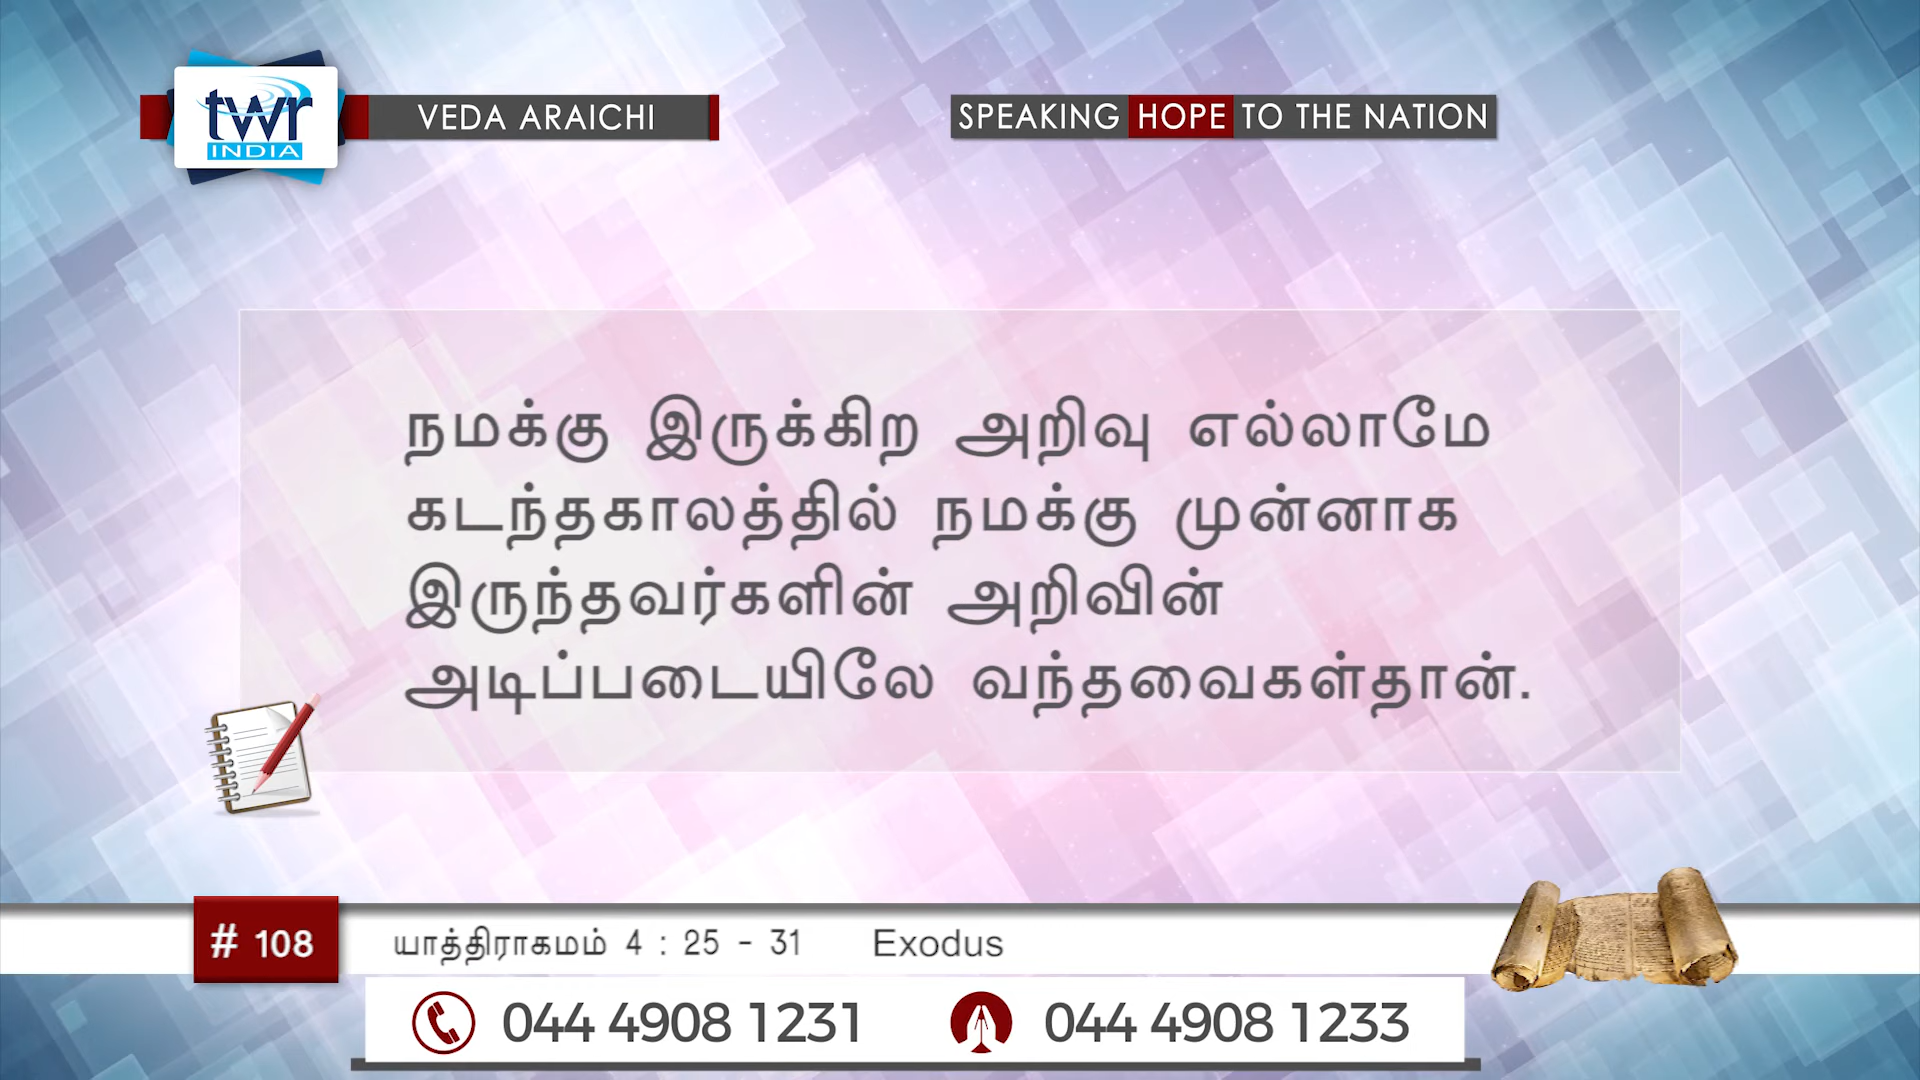 twr
INDIA
VEDA ARAICHI
SPEAKING HOPE TO THE NATION
நமக்கு இருக்கிற அறிவு எல்லாமே
கடந்தகாலத்தில் நமக்கு முன்னாக
இருந்தவர்களின் அறிவின்
அடிப்படையிலே வந்தவைகள்தான்.
# 108
யாத்திராகமம் 4 : 25 - 31 Exodus
044 4908 1231
044 4908 1233